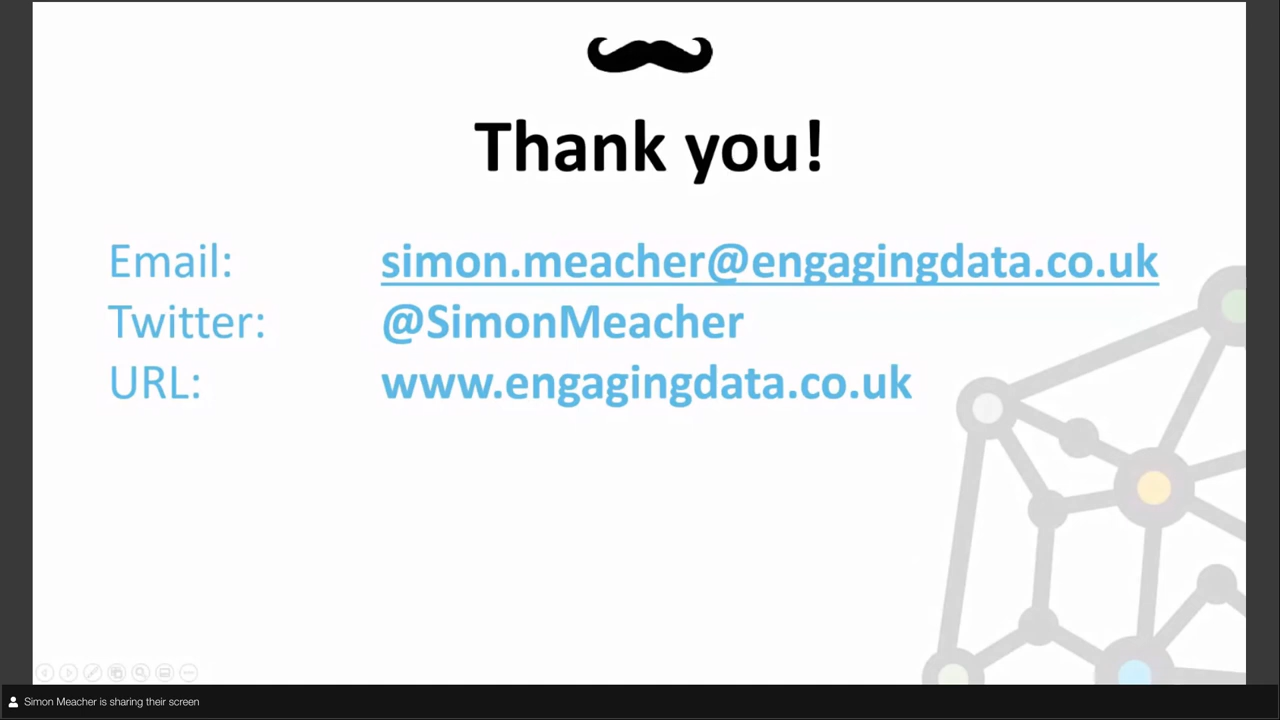 Thank you!
Email: simon.meacher@engagingdata.co.uk
Twitter: @SimonMeacher
URL: www.engagingdata.co.uk
Simon Meacher is sharing their screen